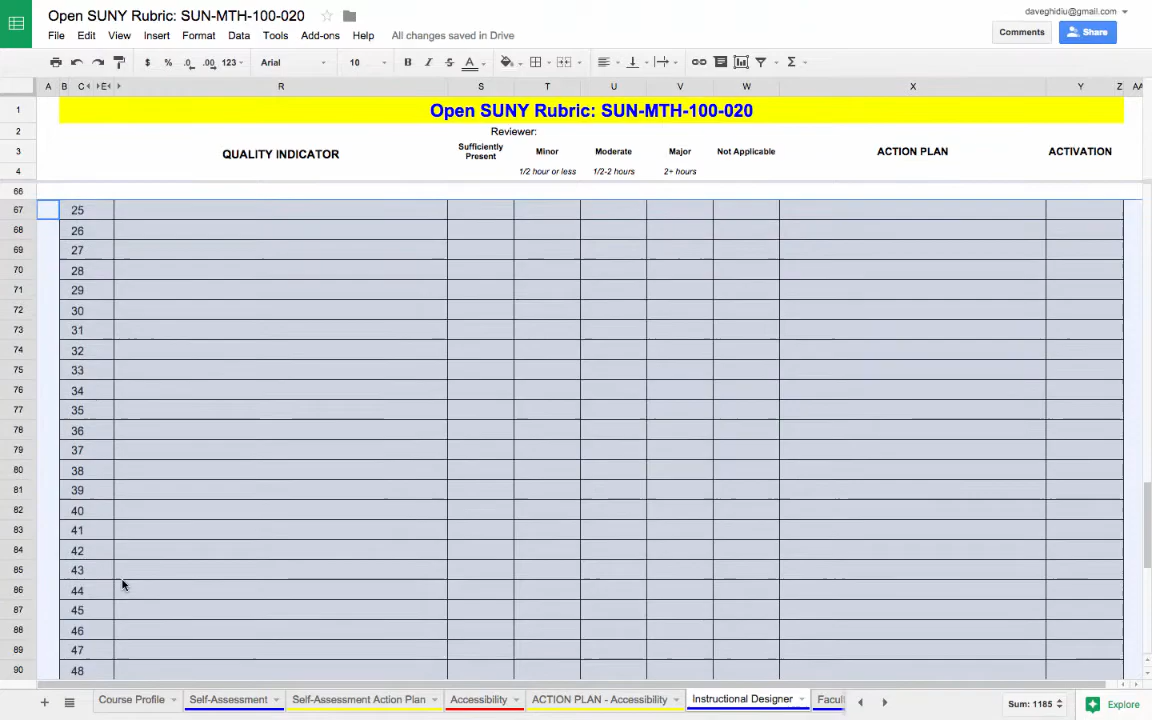 Open SUNY Rubric: SUN-MTH-100-020
daveghidiu@gmail.com
File Edit View Insert Format Data Tools Add-ons Help All changes saved in Drive
Comments Share
$ % .0 .00 123 Arial 10 B I S A Σ
A B C E R S T U V W X Y Z AA
1 Open SUNY Rubric: SUN-MTH-100-020
2 Reviewer:
3 QUALITY INDICATOR Sufficiently Present Minor Moderate Major Not Applicable ACTION PLAN ACTIVATION
4 1/2 hour or less 1/2-2 hours 2+ hours
66
67 25
68 26
69 27
70 28
71 29
72 30
73 31
74 32
75 33
76 34
77 35
78 36
79 37
80 38
81 39
82 40
83 41
84 42
85 43
86 44
87 45
88 46
89 47
90 48
+ Course Profile Self-Assessment Self-Assessment Action Plan Accessibility ACTION PLAN - Accessibility Instructional Designer Facul Sum: 1185 Explore